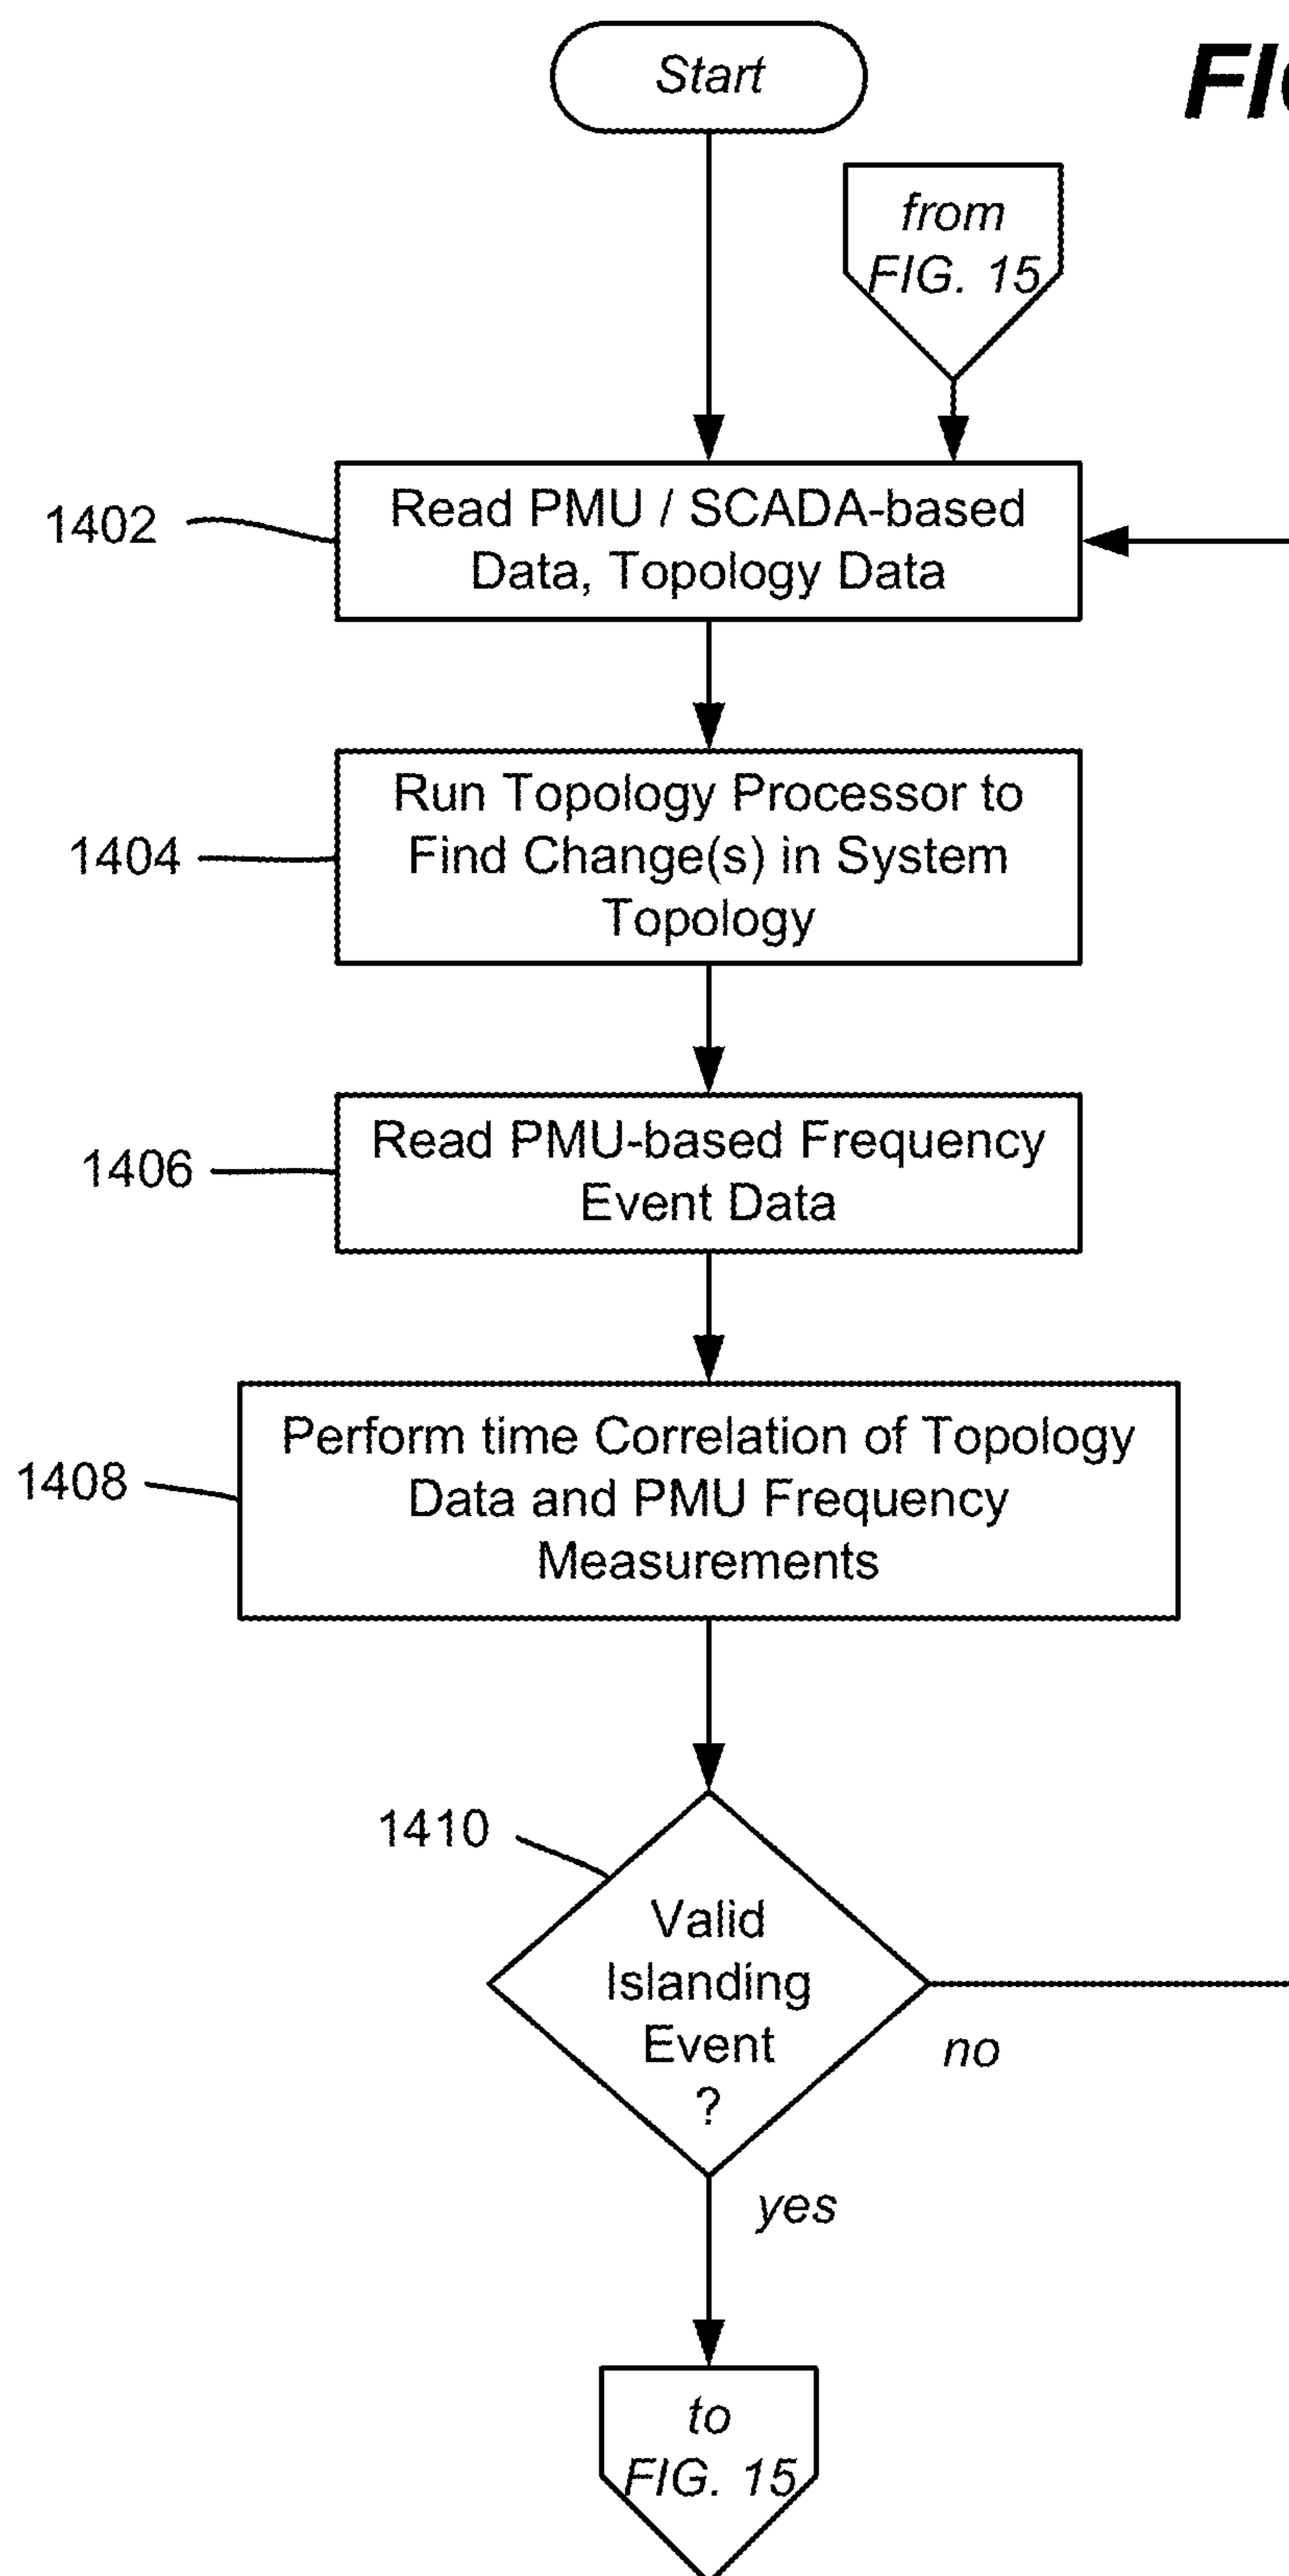 Start
FIG
from
FIG. 15
1402
Read PMU / SCADA-based
Data, Topology Data
1404
Run Topology Processor to
Find Change(s) in System
Topology
1406
Read PMU-based Frequency
Event Data
1408
Perform time Correlation of Topology
Data and PMU Frequency
Measurements
1410
Valid
Islanding
Event
?
no
yes
to
FIG. 15